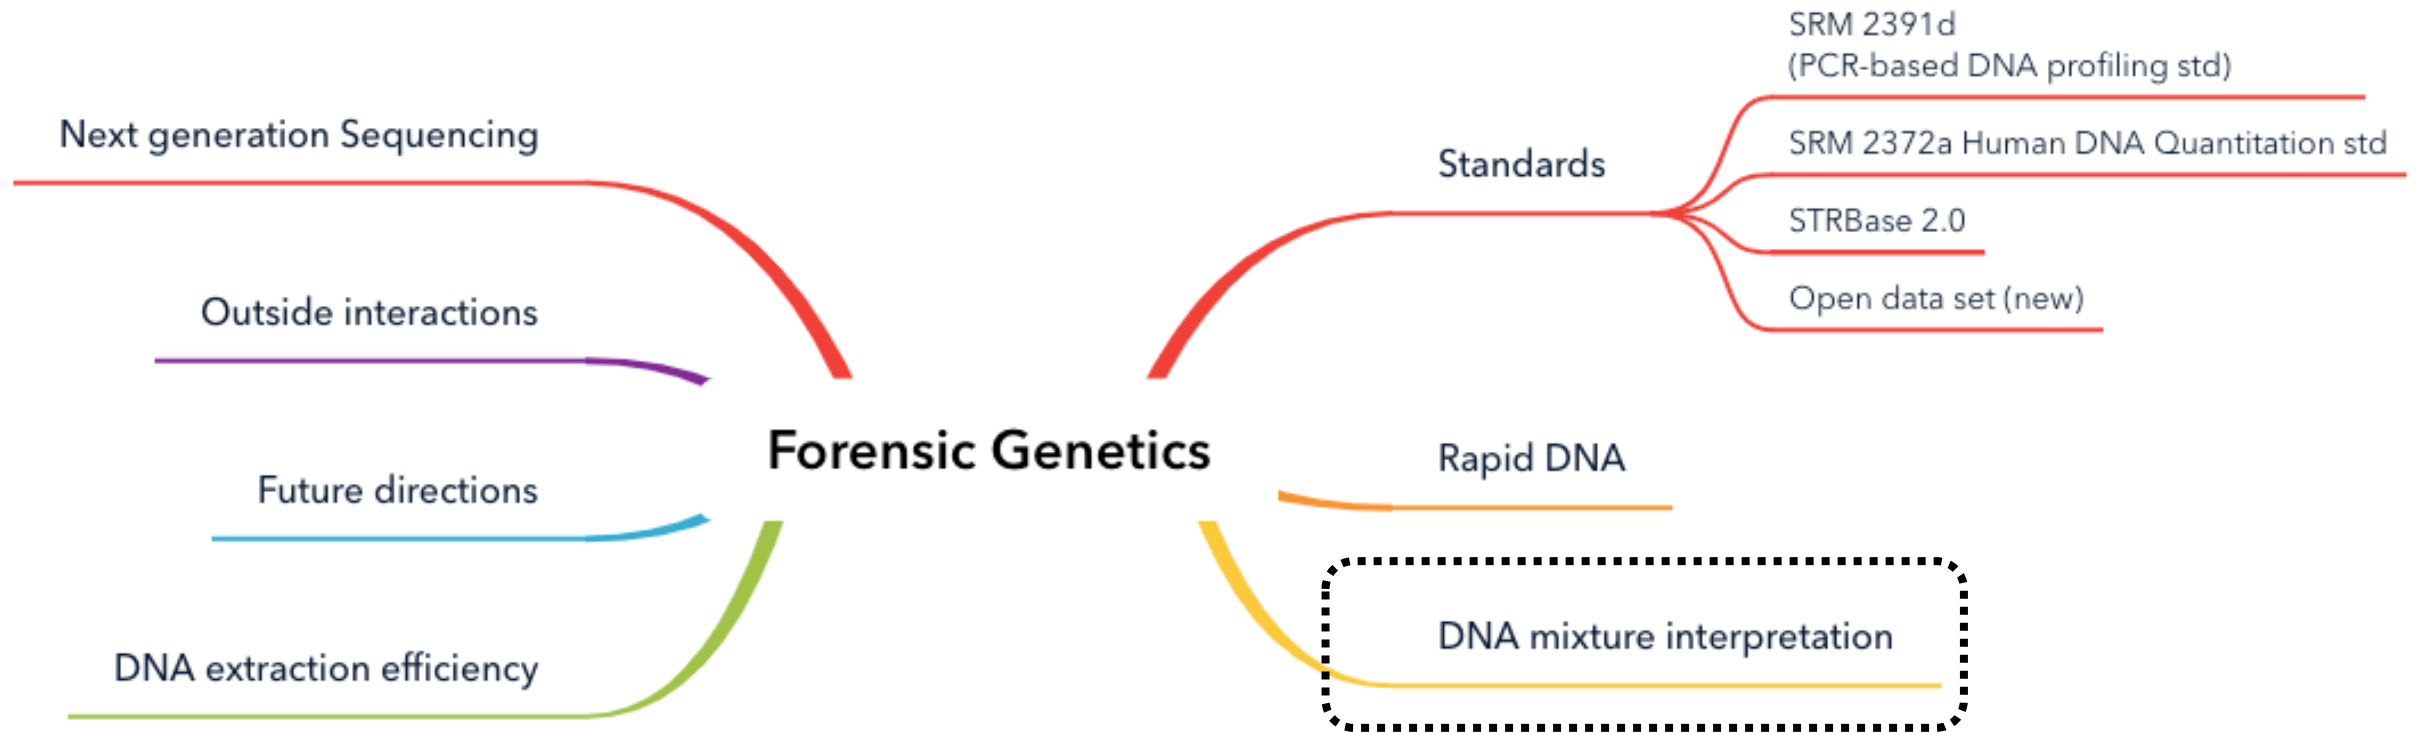 Forensic Genetics
Next generation Sequencing
Outside interactions
Future directions
DNA extraction efficiency
Standards
SRM 2391d
(PCR-based DNA profiling std)
SRM 2372a Human DNA Quantitation std
STRBase 2.0
Open data set (new)
Rapid DNA
DNA mixture interpretation